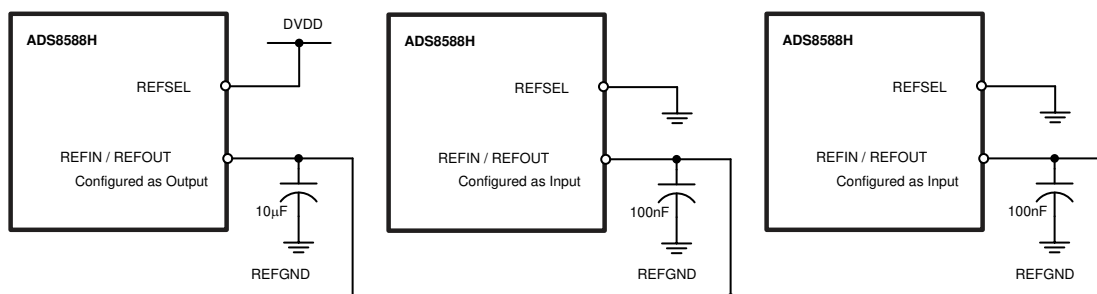 DVDD
ADS8588H
REFSEL
REFIN / REFOUT
Configured as Output
10μF
REFGND
ADS8588H
REFSEL
REFIN / REFOUT
Configured as Input
100nF
REFGND
ADS8588H
REFSEL
REFIN / REFOUT
Configured as Input
100nF
REFGND